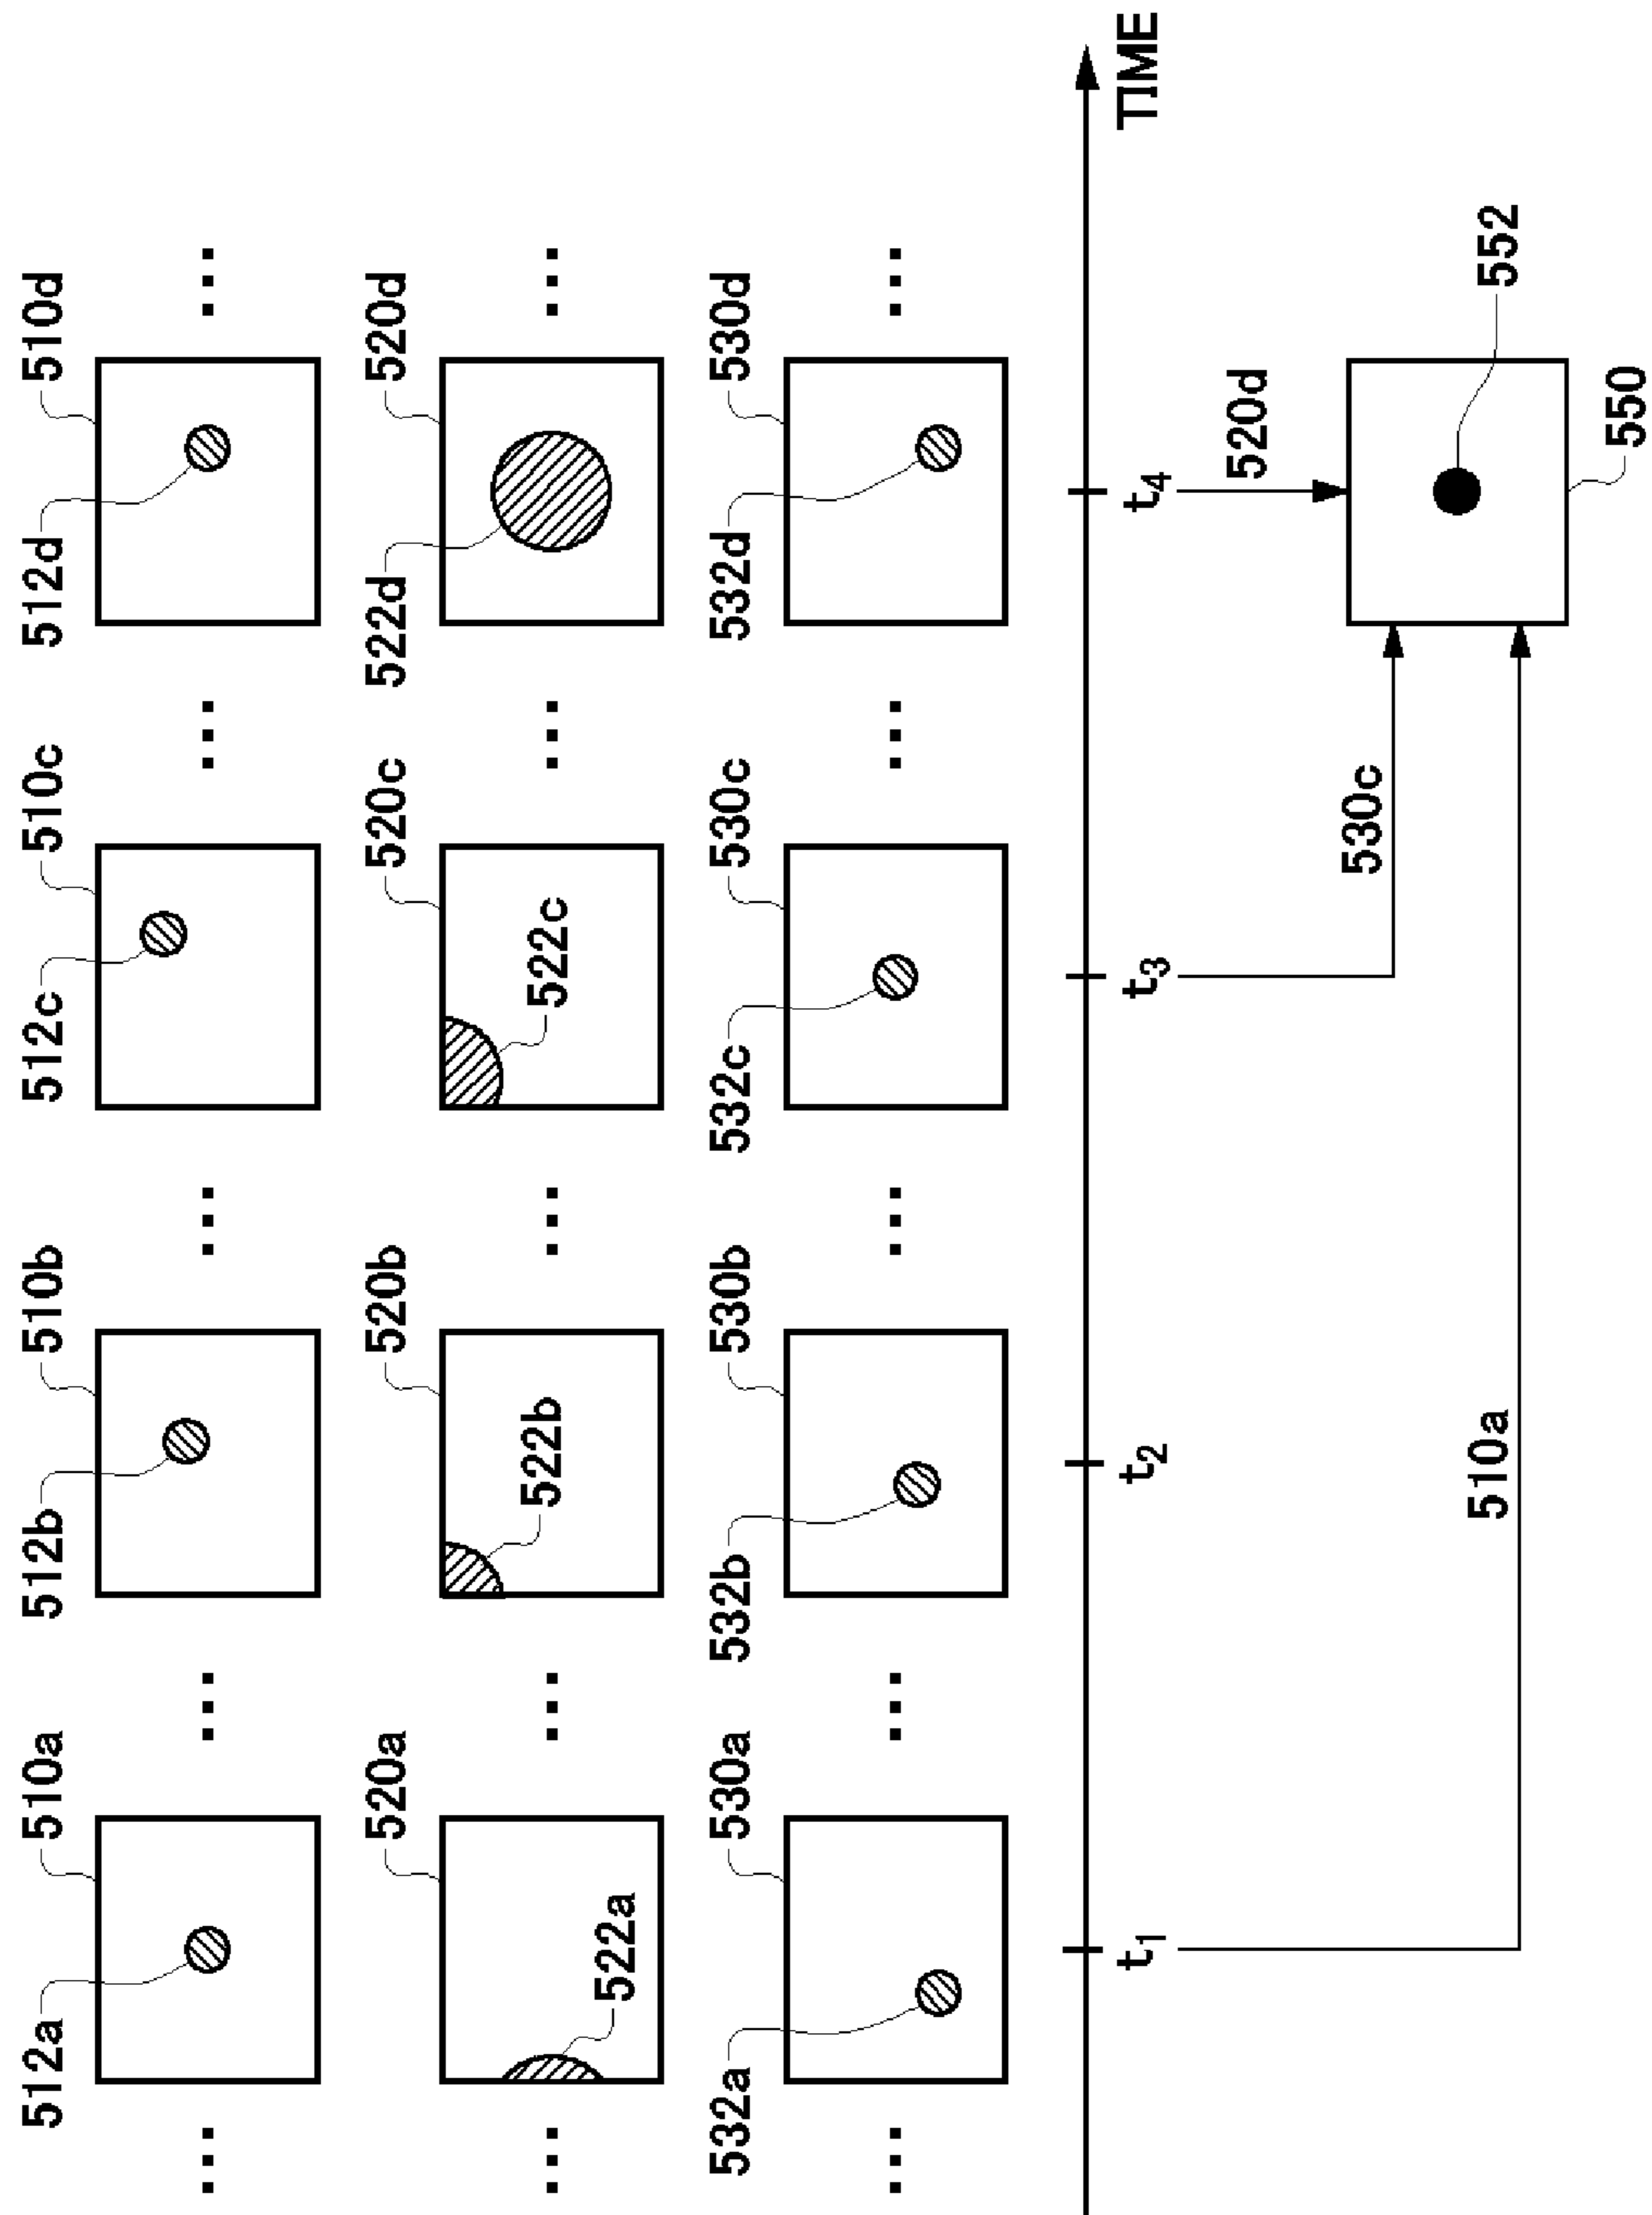 512a 510a 512b 510b 512c 510c 512d 510d
... ... ... ... ...
520a 520b 520c 522d 520d
522a 522b 522c
... ... ... ... ...
532a 530a 532b 530b 532c 530c 532d 530d
... ... ... ... ...
t₁ t₂ t₃ t₄ TIME
520d
530c
510a 552
550